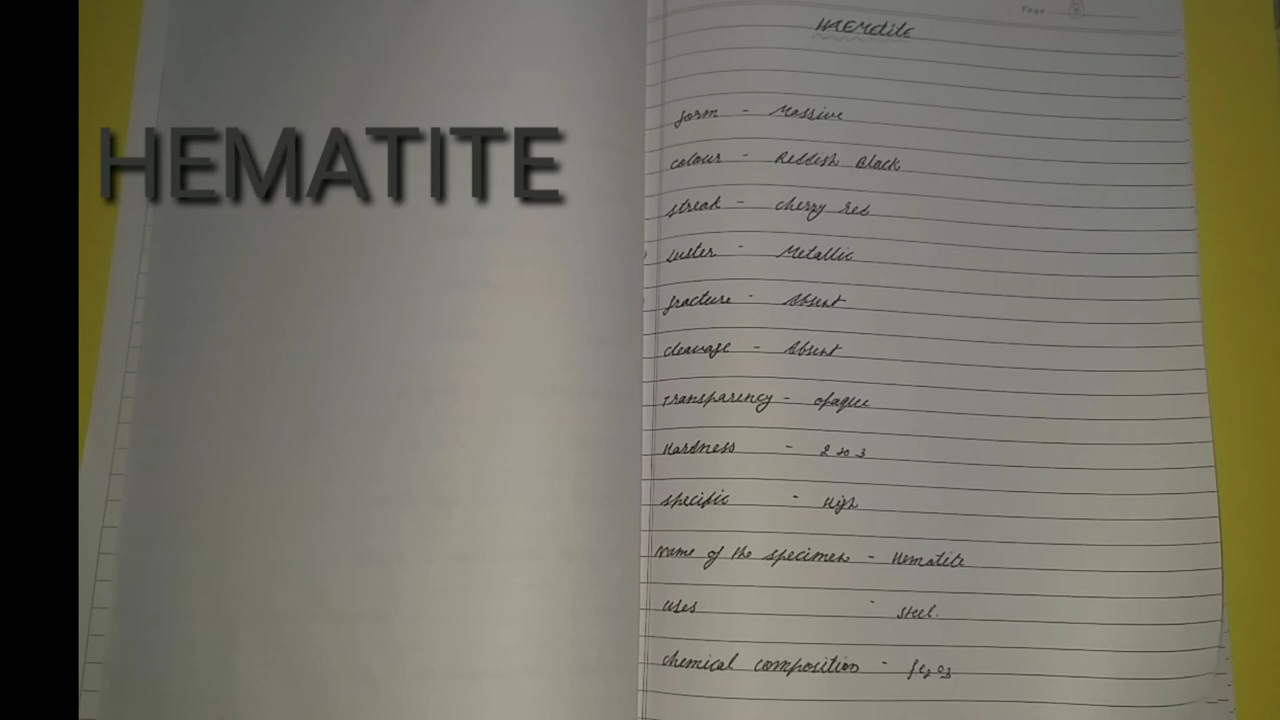 Page
Hematite
HEMATITE
form - Massive
colour - Reddish Black
streak - cherry red
Luster - Metallic
fracture - Absent
cleavage - Absent
Transparency - opaque
Hardness - 2 to 3
specific - High
Name of the specimen - Hematite
uses - steel.
chemical composition - fe₂O₃